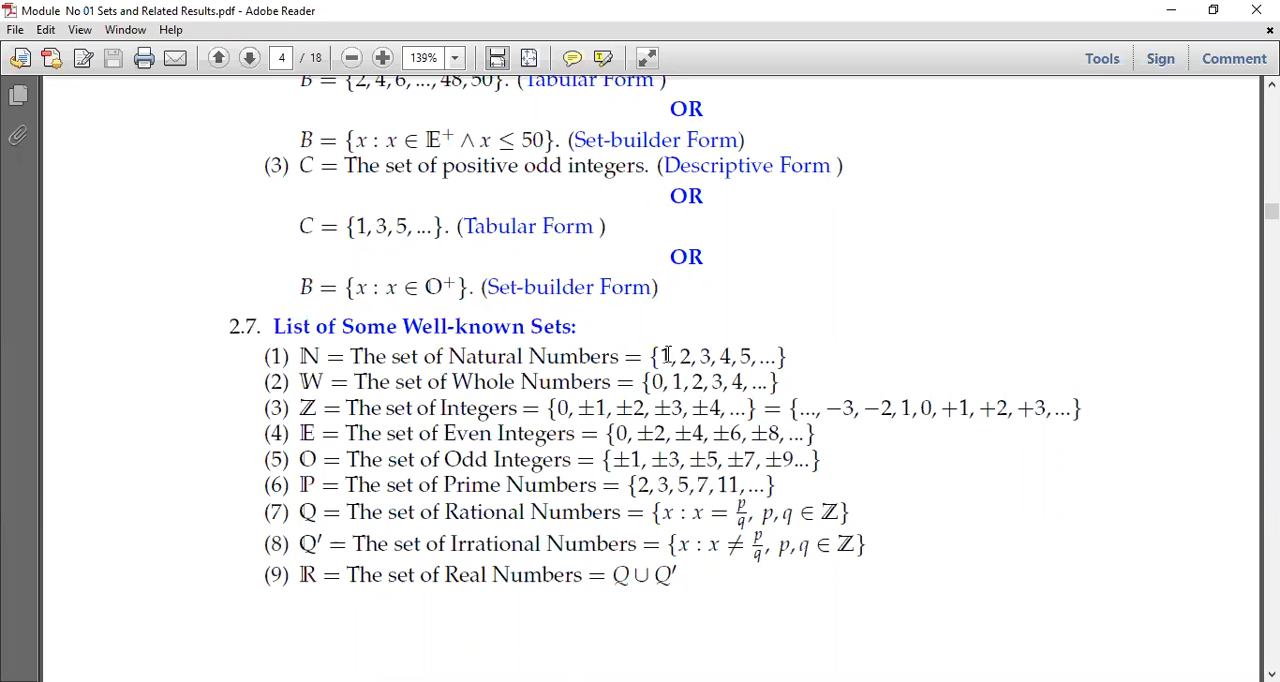 Module No 01 Sets and Related Results.pdf - Adobe Reader
File Edit View Window Help
4 / 18 139% Tools Sign Comment
B = {2, 4, 6, ..., 48, 50}. (Tabular Form )
OR
B = {x : x ∈ 𝔼⁺ ∧ x ≤ 50}. (Set-builder Form)
(3) C = The set of positive odd integers. (Descriptive Form )
OR
C = {1, 3, 5, ...}. (Tabular Form )
OR
B = {x : x ∈ 𝕆⁺}. (Set-builder Form)
2.7. List of Some Well-known Sets:
(1) ℕ = The set of Natural Numbers = {1, 2, 3, 4, 5, ...}
(2) 𝕎 = The set of Whole Numbers = {0, 1, 2, 3, 4, ...}
(3) ℤ = The set of Integers = {0, ±1, ±2, ±3, ±4, ...} = {..., −3, −2, 1, 0, +1, +2, +3, ...}
(4) 𝔼 = The set of Even Integers = {0, ±2, ±4, ±6, ±8, ...}
(5) 𝕆 = The set of Odd Integers = {±1, ±3, ±5, ±7, ±9...}
(6) ℙ = The set of Prime Numbers = {2, 3, 5, 7, 11, ...}
(7) ℚ = The set of Rational Numbers = {x : x = p/q, p, q ∈ ℤ}
(8) ℚ′ = The set of Irrational Numbers = {x : x ≠ p/q, p, q ∈ ℤ}
(9) ℝ = The set of Real Numbers = Q ∪ Q′